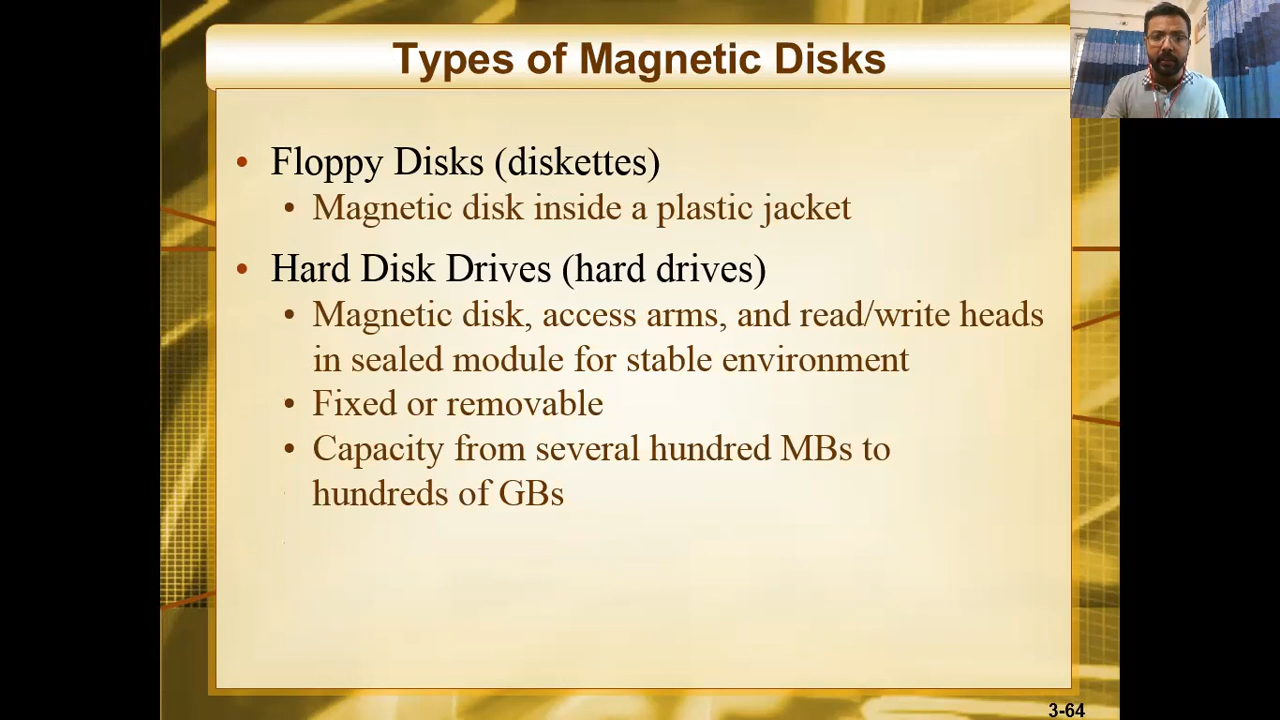 Types of Magnetic Disks
• Floppy Disks (diskettes)
• Magnetic disk inside a plastic jacket
• Hard Disk Drives (hard drives)
• Magnetic disk, access arms, and read/write heads
in sealed module for stable environment
• Fixed or removable
• Capacity from several hundred MBs to
hundreds of GBs
3-64